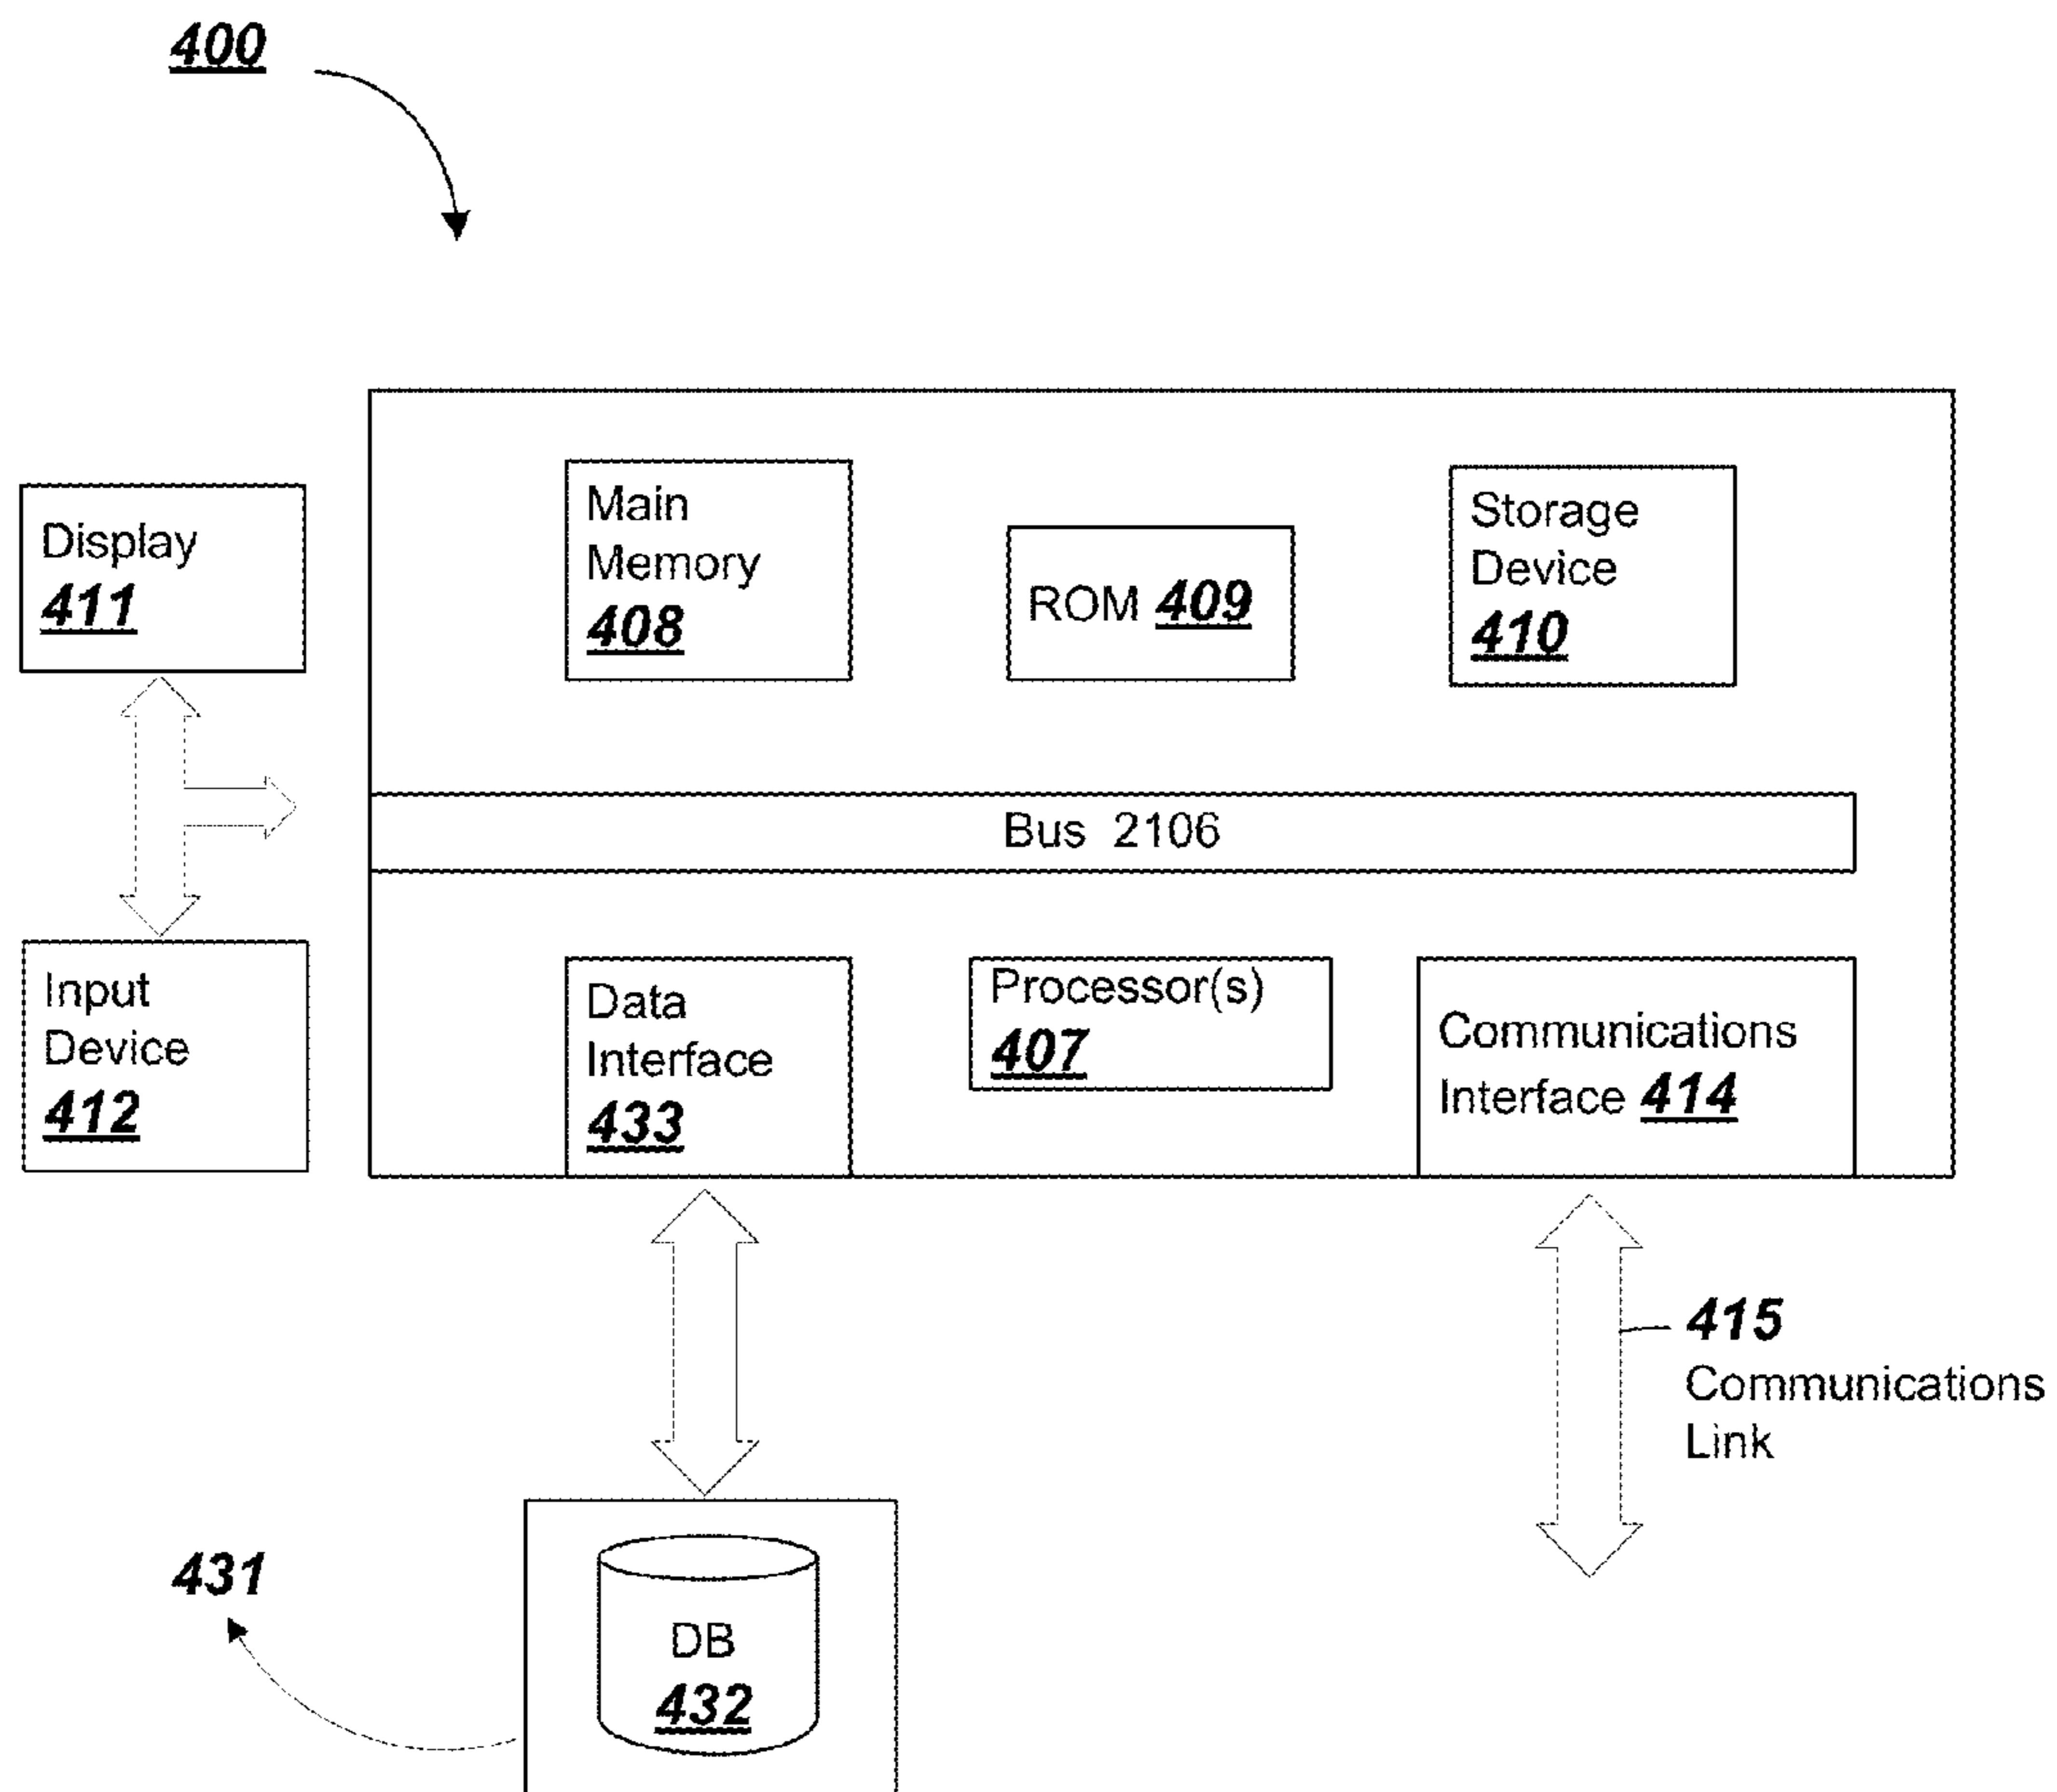 400
Display
411
Main
Memory
408
ROM 409
Storage
Device
410
Bus 2106
Input
Device
412
Data
Interface
433
Processor(s)
407
Communications
Interface 414
415
Communications
Link
431
DB
432